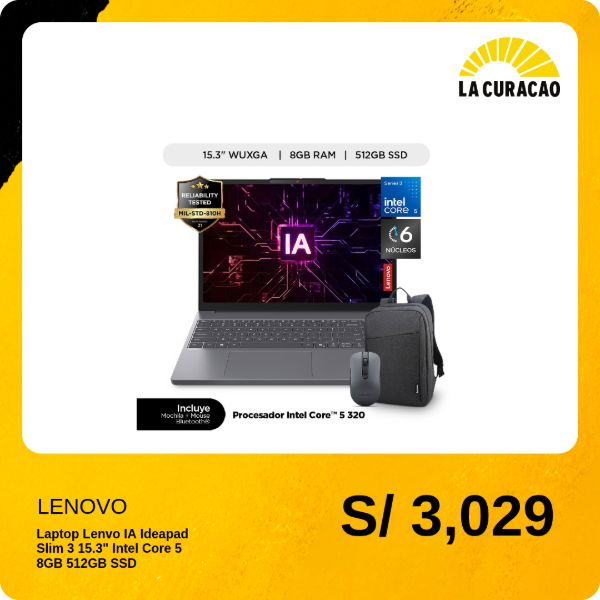 LA CURACAO
15.3" WUXGA | 8GB RAM | 512GB SSD
RELIABILITY
TESTED
MIL-STD-810H
IA
Series 3
intel
CORE 5
6
NÚCLEOS
Lenovo
Incluye
Mochila + Mouse
Bluetooth®
Procesador Intel Core™ 5 320
LENOVO
S/ 3,029
Laptop Lenvo IA Ideapad
Slim 3 15.3" Intel Core 5
8GB 512GB SSD